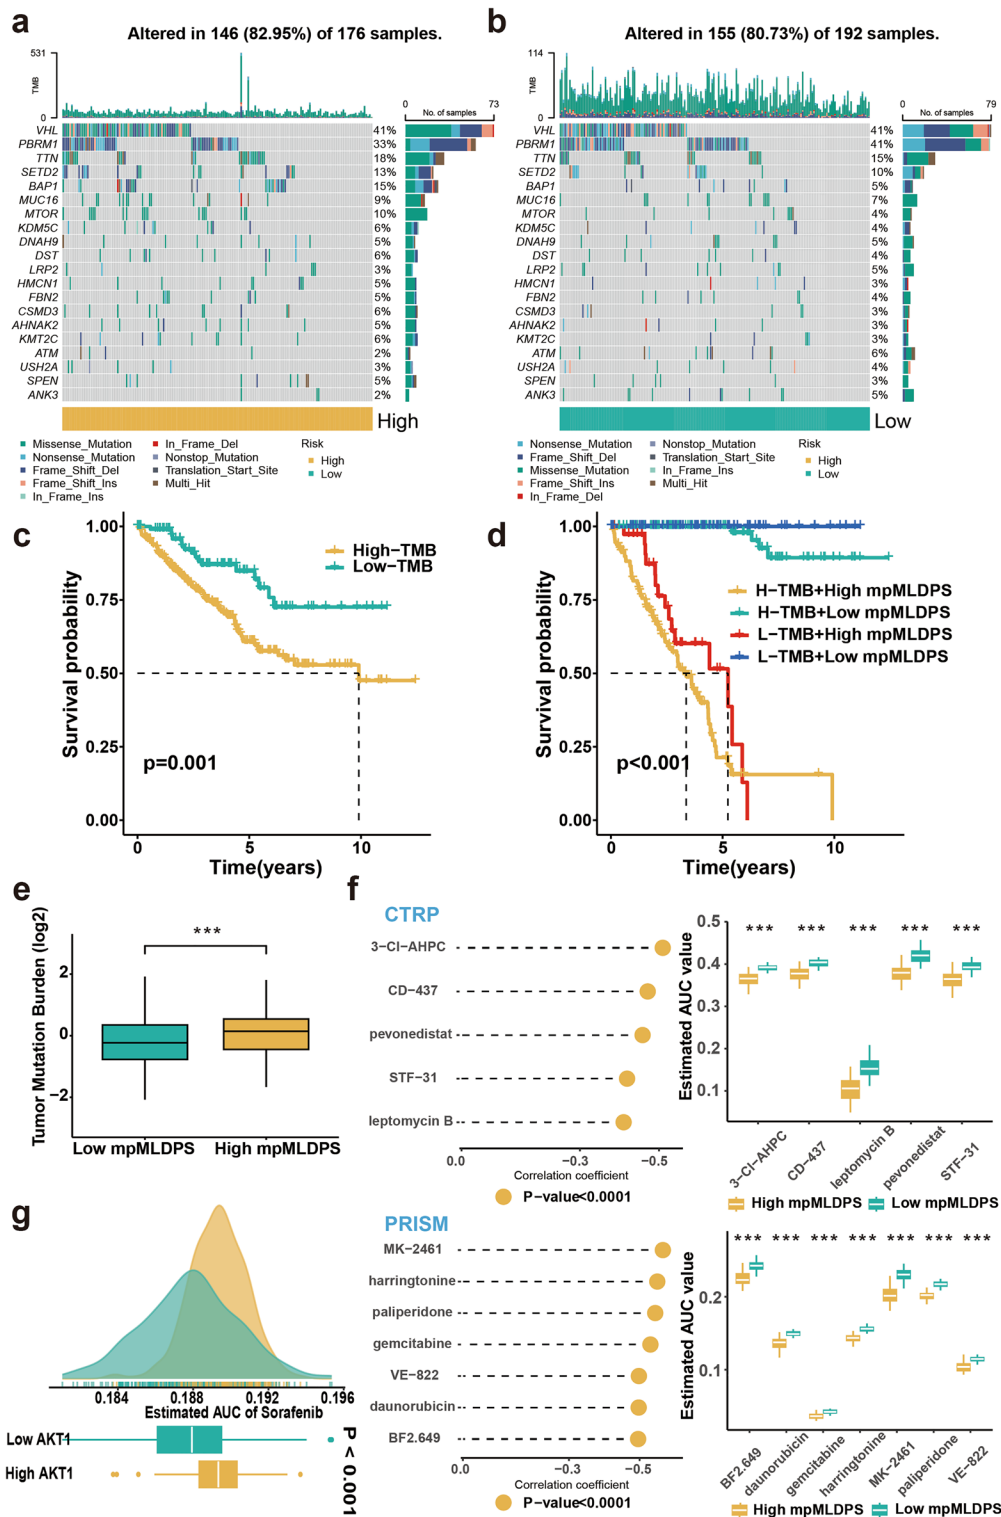 a
Altered in 146 (82.95%) of 176 samples.
531
TMB
0
0 73
No. of samples
VHL 41%
PBRM1 33%
TTN 18%
SETD2 13%
BAP1 15%
MUC16 9%
MTOR 10%
KDM5C 6%
DNAH9 5%
DST 6%
LRP2 3%
HMCN1 5%
FBN2 5%
CSMD3 6%
AHNAK2 5%
KMT2C 6%
ATM 2%
USH2A 3%
SPEN 5%
ANK3 2%
High
Missense_Mutation
Nonsense_Mutation
Frame_Shift_Del
Frame_Shift_Ins
In_Frame_Ins
In_Frame_Del
Nonstop_Mutation
Translation_Start_Site
Multi_Hit
Risk
High
Low
b
Altered in 155 (80.73%) of 192 samples.
114
TMB
0
0 79
No. of samples
VHL 41%
PBRM1 41%
TTN 15%
SETD2 10%
BAP1 5%
MUC16 7%
MTOR 4%
KDM5C 4%
DNAH9 5%
DST 4%
LRP2 5%
HMCN1 3%
FBN2 4%
CSMD3 3%
AHNAK2 3%
KMT2C 3%
ATM 6%
USH2A 4%
SPEN 3%
ANK3 5%
Low
Nonsense_Mutation
Frame_Shift_Del
Missense_Mutation
Frame_Shift_Ins
In_Frame_Del
Nonstop_Mutation
Translation_Start_Site
In_Frame_Ins
Multi_Hit
Risk
High
Low
c
Survival probability
1.00
0.75
0.50
0.25
0.00
High-TMB
Low-TMB
p=0.001
0 5 10
Time(years)
d
Survival probability
1.00
0.75
0.50
0.25
0.00
H-TMB+High mpMLDPS
H-TMB+Low mpMLDPS
L-TMB+High mpMLDPS
L-TMB+Low mpMLDPS
p<0.001
0 5 10
Time(years)
e
Tumor Mutation Burden (log2)
2
0
−2
***
Low mpMLDPS High mpMLDPS
f
CTRP
3-CI-AHPC
CD-437
pevonedistat
STF-31
leptomycin B
0.0 −0.3 −0.5
Correlation coefficient
P-value<0.0001
Estimated AUC value
0.5
0.4
0.3
0.2
0.1
*** *** *** *** ***
3-CI-AHPC
CD-437
leptomycin B
pevonedistat
STF-31
High mpMLDPS Low mpMLDPS
PRISM
MK-2461
harringtonine
paliperidone
gemcitabine
VE-822
daunorubicin
BF2.649
0.0 −0.3 −0.5
Correlation coefficient
P-value<0.0001
Estimated AUC value
0.2
0.1
*** *** *** *** *** *** ***
BF2.649
daunorubicin
gemcitabine
harringtonine
MK-2461
paliperidone
VE-822
High mpMLDPS Low mpMLDPS
g
0.184 0.188 0.192 0.196
Estimated AUC of Sorafenib
Low AKT1
High AKT1
P < 0.001